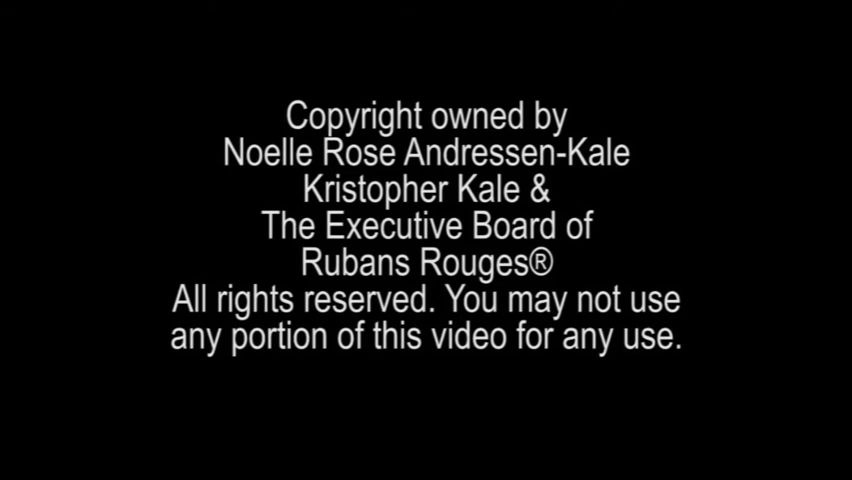 Copyright owned by
Noelle Rose Andressen-Kale
Kristopher Kale &
The Executive Board of
Rubans Rouges®
All rights reserved. You may not use
any portion of this video for any use.